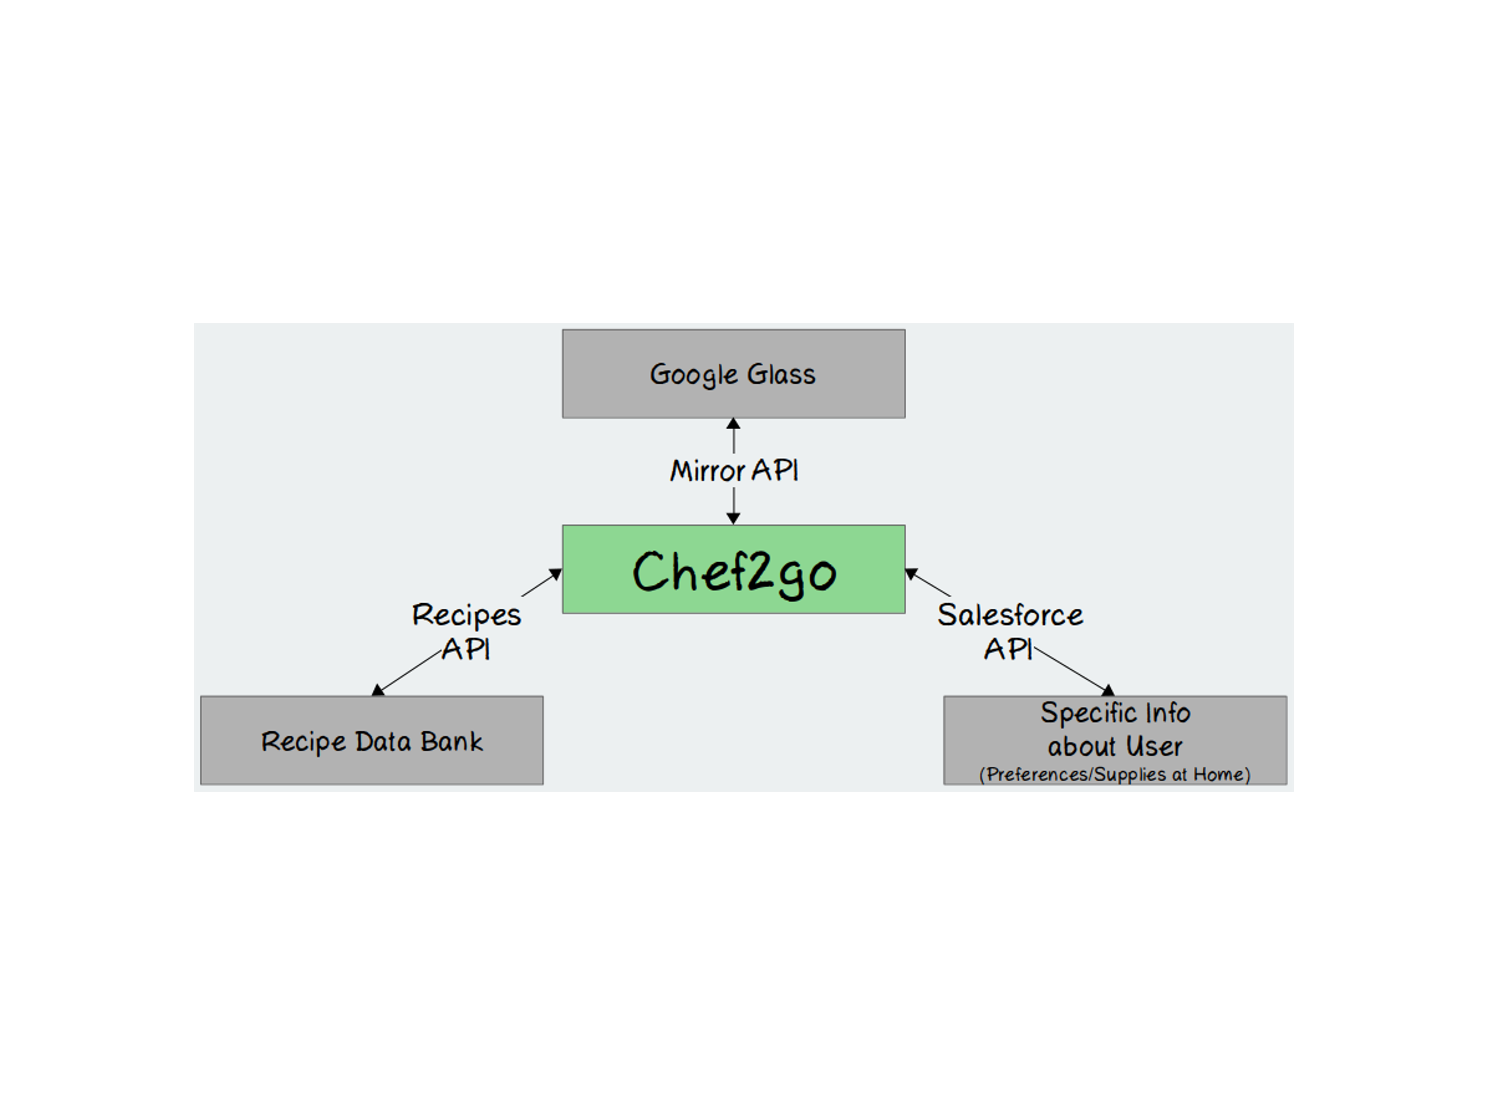 Google Glass
Mirror API
Chef2go
Recipes
API
Salesforce
API
Recipe Data Bank
Specific Info
about User
(Preferences/Supplies at Home)